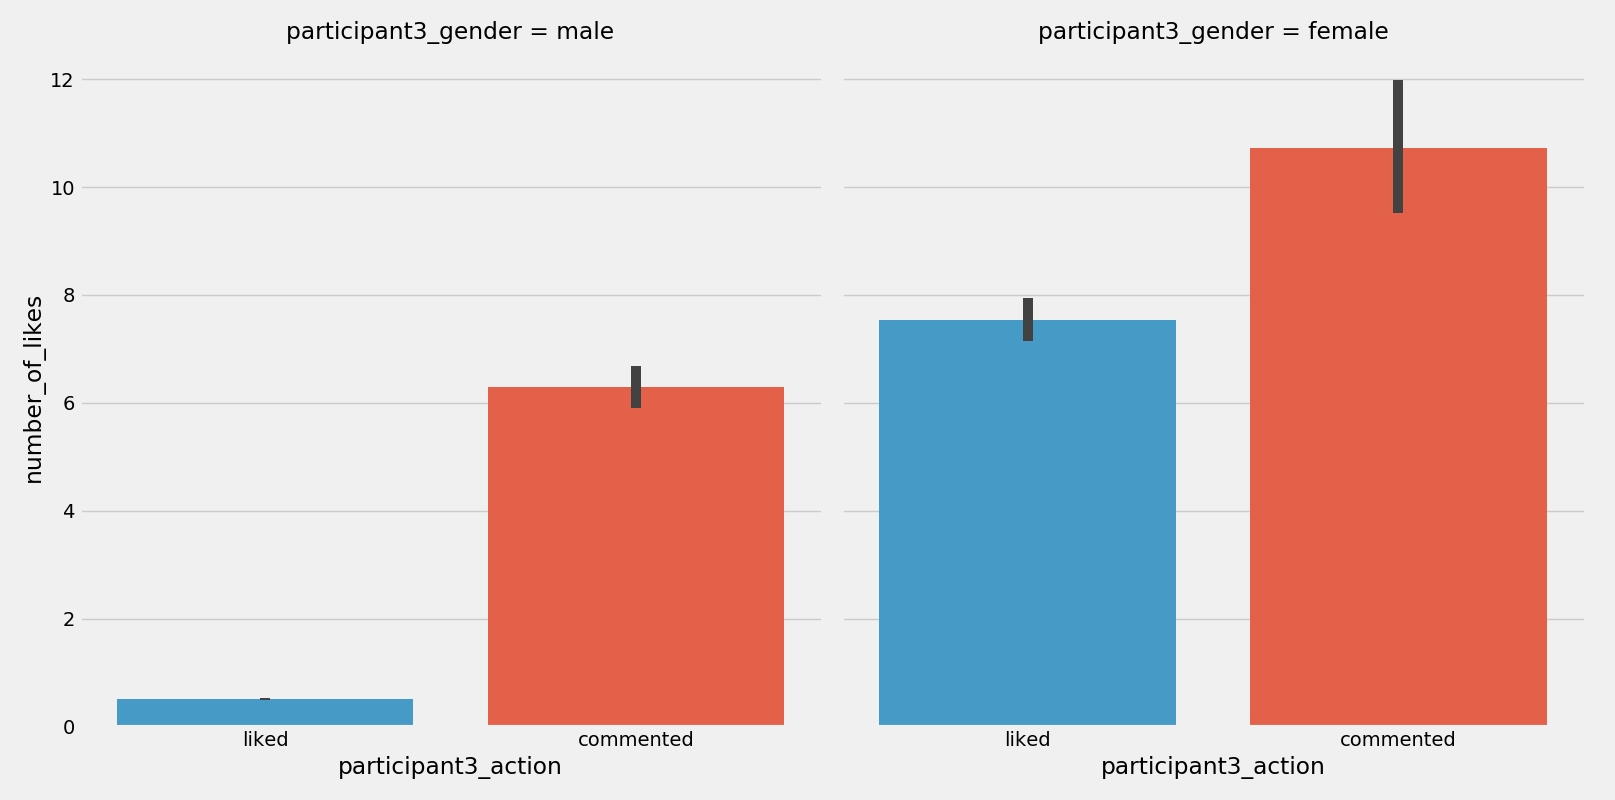 participant3_gender = male
participant3_gender = female
number_of_likes
12
10
8
6
4
2
0
liked
commented
liked
commented
participant3_action
participant3_action